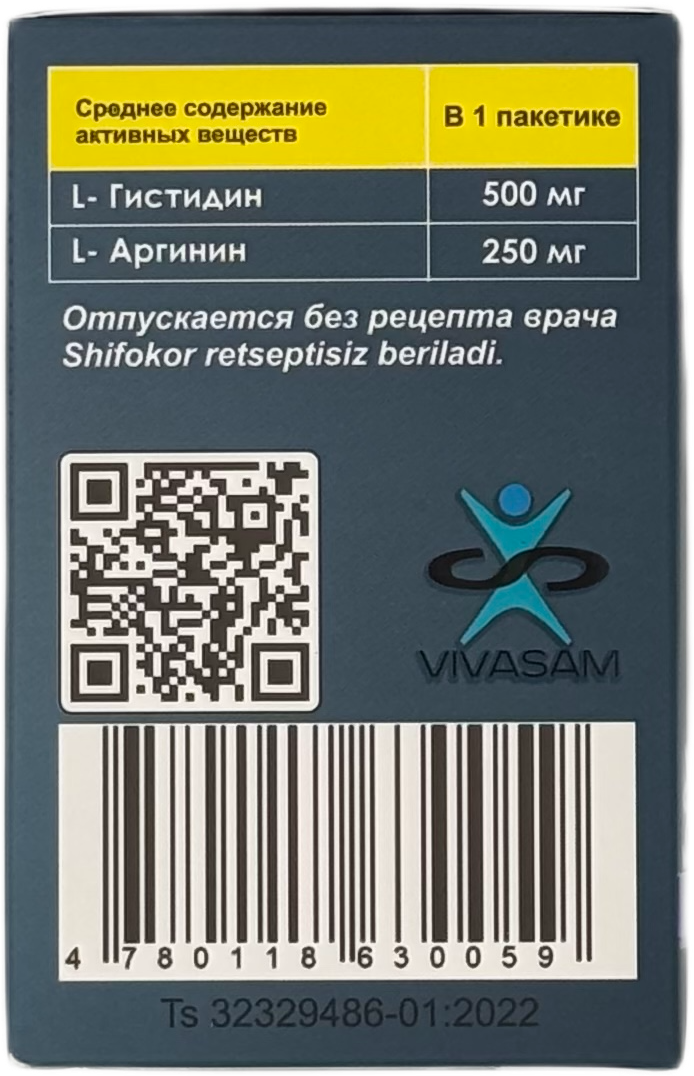 Среднее содержание
активных веществ
В 1 пакетике
L- Гистидин
500 мг
L- Аргинин
250 мг
Отпускается без рецепта врача
Shifokor retseptisiz beriladi.
VIVASAM
4 780118 630059
Ts 32329486-01:2022